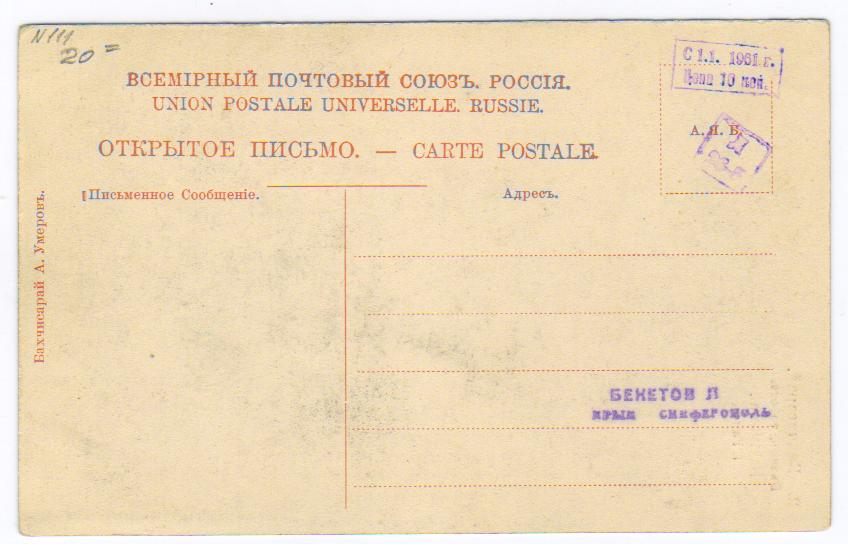 N 111
20=
С 1.1. 1961 г.
Цена 10 коп.
ВСЕМІРНЫЙ ПОЧТОВЫЙ СОЮЗЪ. РОССІЯ.
UNION POSTALE UNIVERSELLE. RUSSIE.
А. Я. Б.
ОТКРЫТОЕ ПИСЬМО. — CARTE POSTALE.
Письменное Сообщеніе.
Адресъ.
Бахчисарай А. Умеровъ.
БЕКЕТОВ Л
КРЫМ СИМФЕРОПОЛЬ